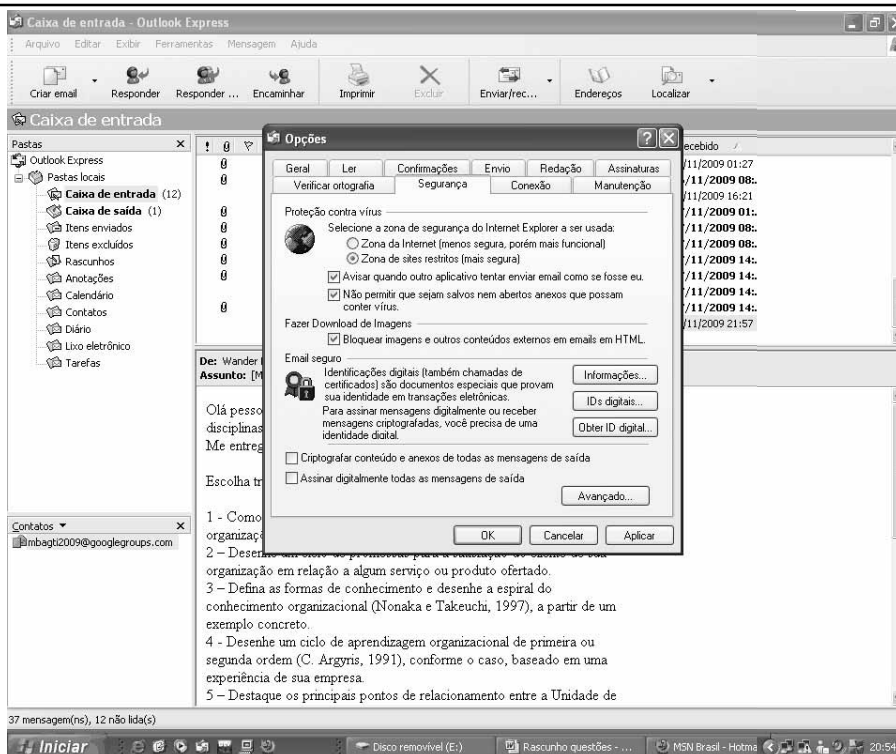 Caixa de entrada - Outlook Express
Arquivo Editar Exibir Ferramentas Mensagem Ajuda
Criar email Responder Responder ... Encaminhar Imprimir Excluir Enviar/rec... Endereços Localizar
Caixa de entrada
Pastas
Outlook Express
Pastas locais
Caixa de entrada (12)
Caixa de saída (1)
Itens enviados
Itens excluídos
Rascunhos
Anotações
Calendário
Contatos
Diário
Lixo eletrônico
Tarefas
Contatos
mbagti2009@googlegroups.com
ecebido
/11/2009 01:27
/11/2009 08:..
/11/2009 16:21
/11/2009 01:..
/11/2009 08:..
/11/2009 08:..
/11/2009 14:..
/11/2009 14:..
/11/2009 14:..
/11/2009 21:57
Opções
Geral Ler Confirmações Envio Redação Assinaturas
Verificar ortografia Segurança Conexão Manutenção
Proteção contra vírus
Selecione a zona de segurança do Internet Explorer a ser usada:
Zona da Internet (menos segura, porém mais funcional)
Zona de sites restritos (mais segura)
Avisar quando outro aplicativo tentar enviar email como se fosse eu.
Não permitir que sejam salvos nem abertos anexos que possam
conter vírus.
Fazer Download de Imagens
Bloquear imagens e outros conteúdos externos em emails em HTML.
Email seguro
Identificações digitais (também chamadas de
certificados) são documentos especiais que provam
sua identidade em transações eletrônicas.
Para assinar mensagens digitalmente ou receber
mensagens criptografadas, você precisa de uma
identidade digital.
Informações...
IDs digitais...
Obter ID digital...
Criptografar conteúdo e anexos de todas as mensagens de saída
Assinar digitalmente todas as mensagens de saída
Avançado...
OK Cancelar Aplicar
De: Wander
Assunto: [M
Olá pesso
disciplinas
Me entreg
Escolha tr
1 - Como
organizaçã
2 – Desenhe um ciclo de promessas para a satisfação do cliente de sua
organização em relação a algum serviço ou produto ofertado.
3 – Defina as formas de conhecimento e desenhe a espiral do
conhecimento organizacional (Nonaka e Takeuchi, 1997), a partir de um
exemplo concreto.
4 - Desenhe um ciclo de aprendizagem organizacional de primeira ou
segunda ordem (C. Argyris, 1991), conforme o caso, baseado em uma
experiência de sua empresa.
5 – Destaque os principais pontos de relacionamento entre a Unidade de
37 mensagem(ns), 12 não lida(s)
Iniciar Disco removível (E:) Rascunho questões - ... MSN Brasil - Hotma 20:54